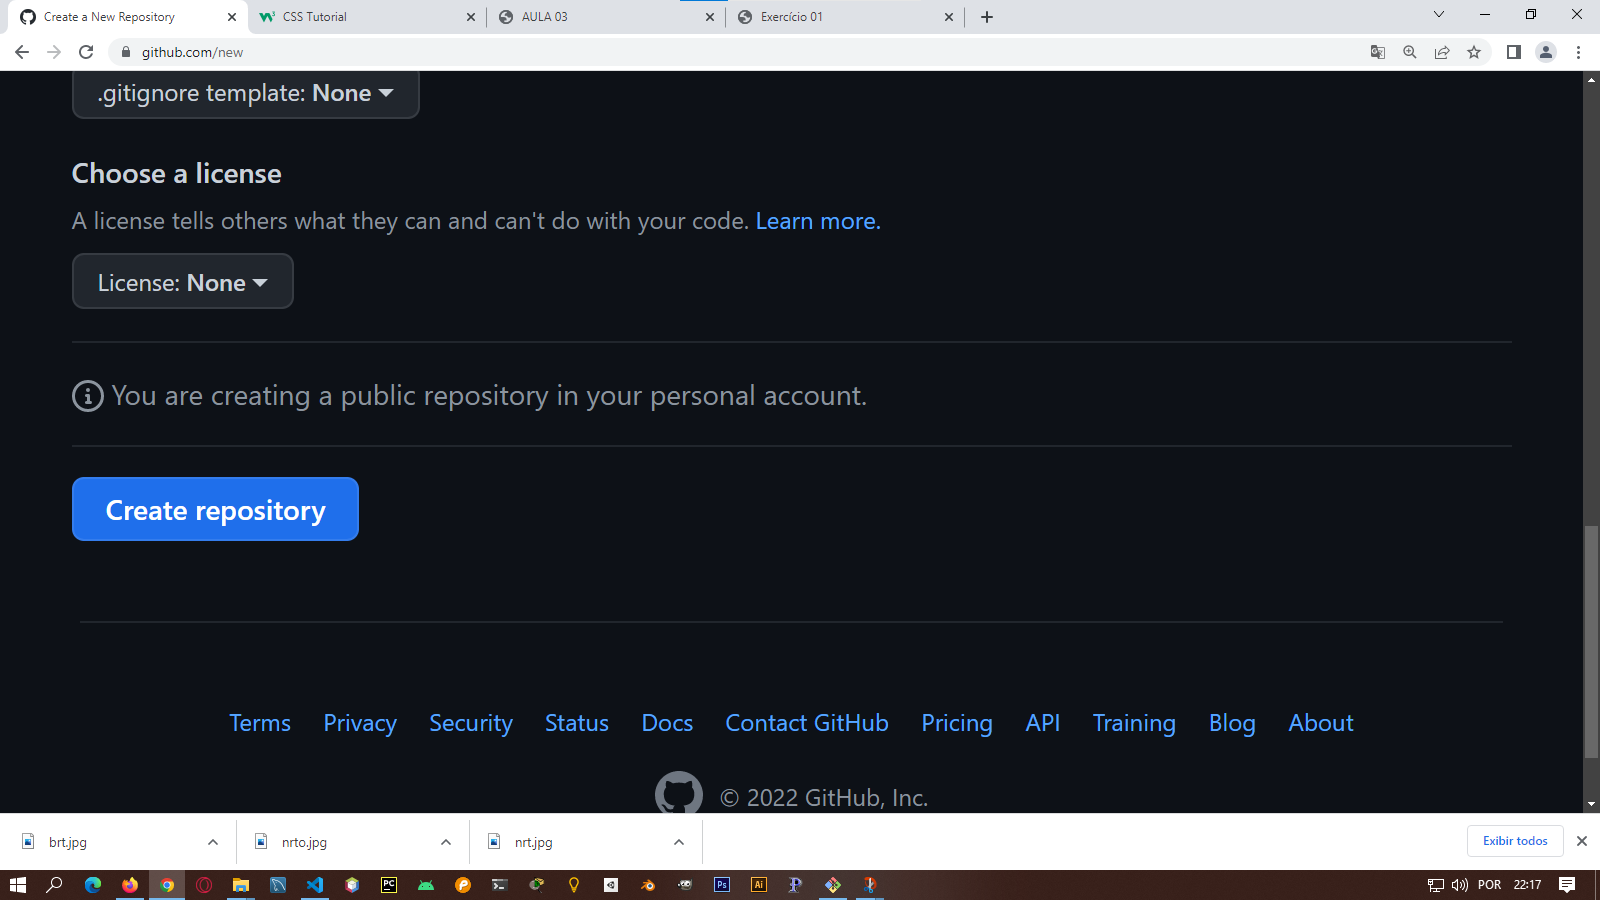 Create a New Repository
CSS Tutorial
AULA 03
Exercício 01
github.com/new
.gitignore template: None
Choose a license
A license tells others what they can and can't do with your code. Learn more.
License: None
You are creating a public repository in your personal account.
Create repository
Terms Privacy Security Status Docs Contact GitHub Pricing API Training Blog About
© 2022 GitHub, Inc.
brt.jpg nrto.jpg nrt.jpg Exibir todos
PC Ps Ai POR 22:17